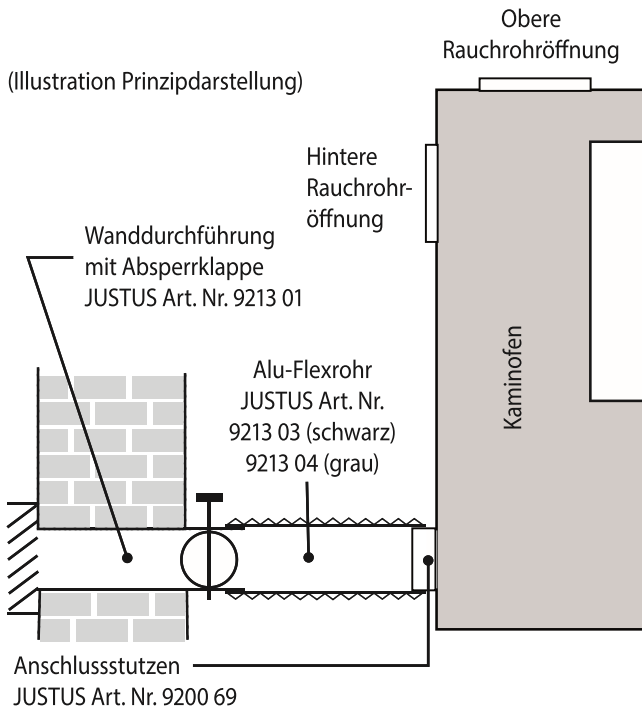 Obere
Rauchrohröffnung
(Illustration Prinzipdarstellung)
Hintere
Rauchrohr-
öffnung
Wanddurchführung
mit Absperrklappe
JUSTUS Art. Nr. 9213 01
Alu-Flexrohr
JUSTUS Art. Nr.
9213 03 (schwarz)
9213 04 (grau)
Kaminofen
Anschlussstutzen
JUSTUS Art. Nr. 9200 69